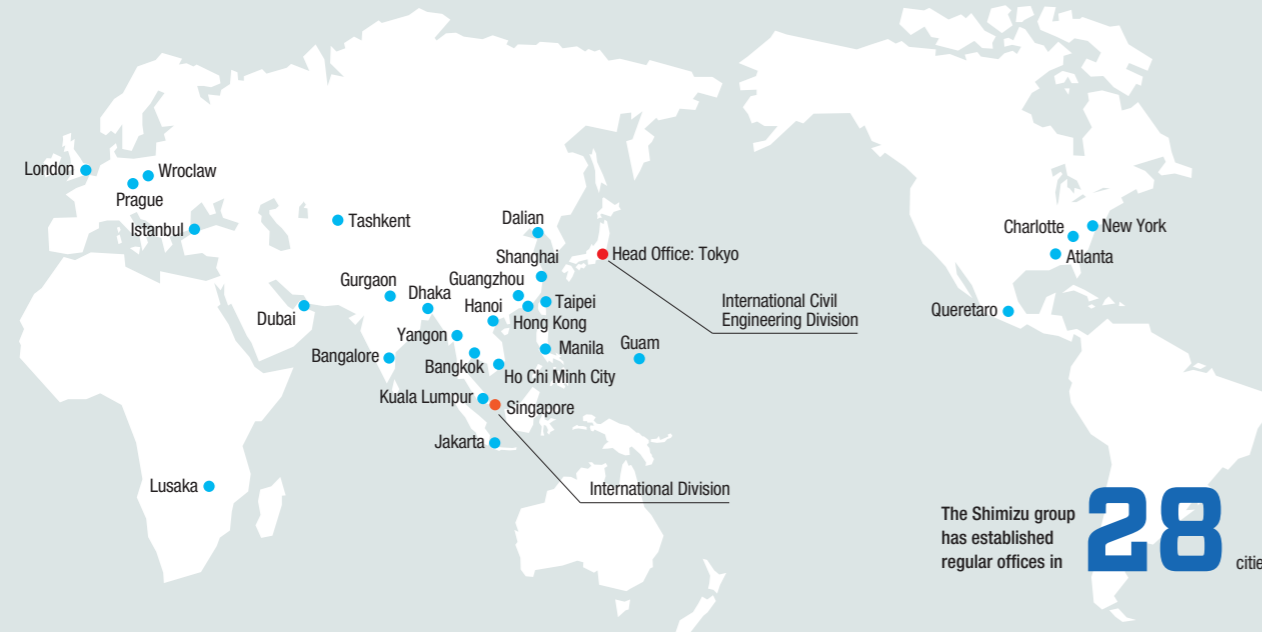 London
Wroclaw
Prague
Istanbul
Tashkent
Dalian
Shanghai
Head Office: Tokyo
Gurgaon
Dhaka
Guangzhou
Hanoi
Taipei
Hong Kong
Dubai
Yangon
Bangalore
Bangkok
Manila
Guam
Ho Chi Minh City
Kuala Lumpur
Singapore
Jakarta
Lusaka
International Civil
Engineering Division
International Division
Charlotte
New York
Atlanta
Queretaro
The Shimizu group
has established
regular offices in 28 citie